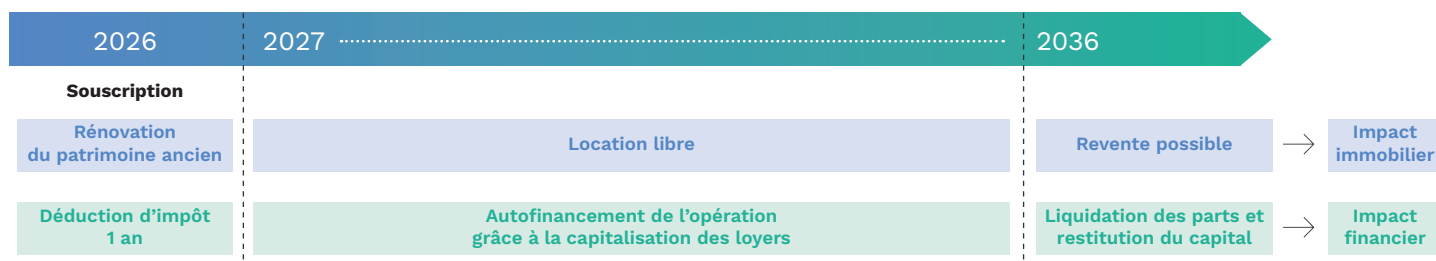 2026
2027
2036
Souscription
Rénovation
du patrimoine ancien
Location libre
Revente possible
Impact
immobilier
Déduction d’impôt
1 an
Autofinancement de l’opération
grâce à la capitalisation des loyers
Liquidation des parts et
restitution du capital
Impact
financier